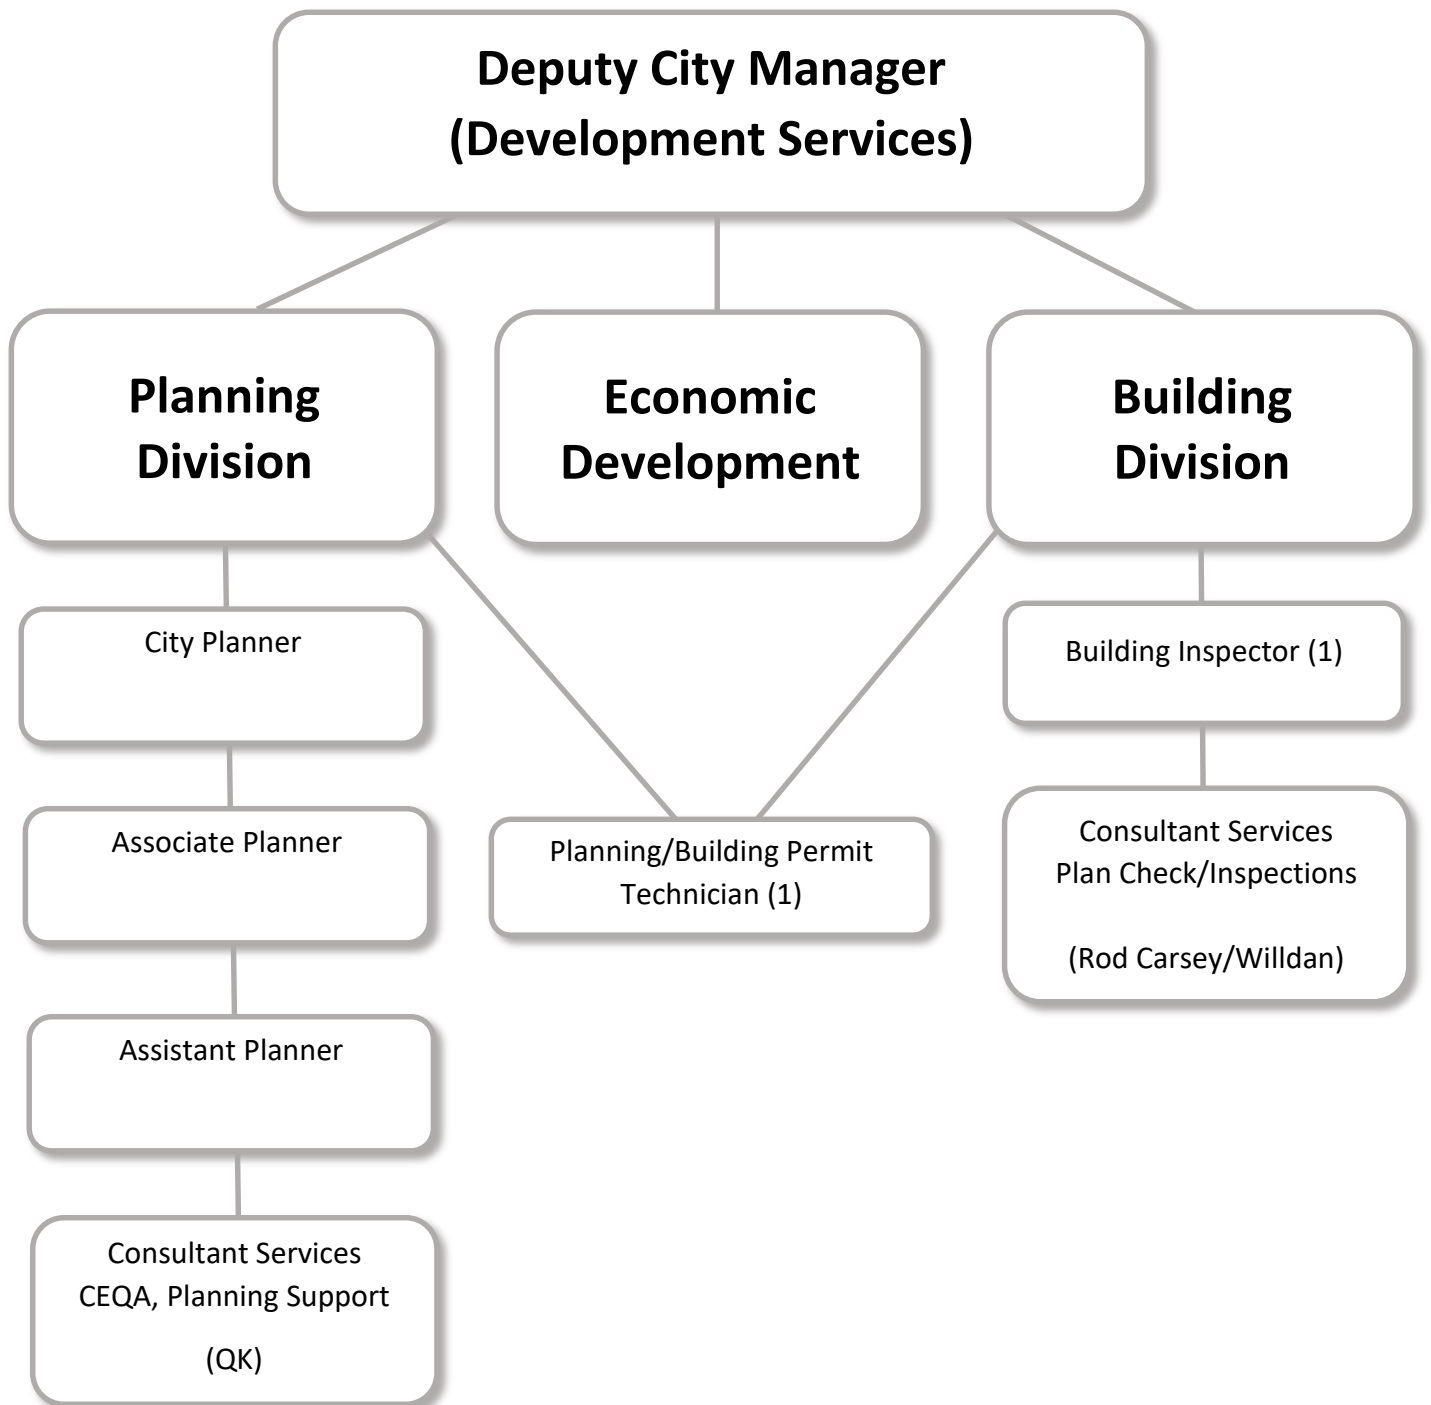 Deputy City Manager
(Development Services)
Planning
Division
Economic
Development
Building
Division
City Planner
Building Inspector (1)
Associate Planner
Planning/Building Permit
Technician (1)
Consultant Services
Plan Check/Inspections
(Rod Carsey/Willdan)
Assistant Planner
Consultant Services
CEQA, Planning Support
(QK)